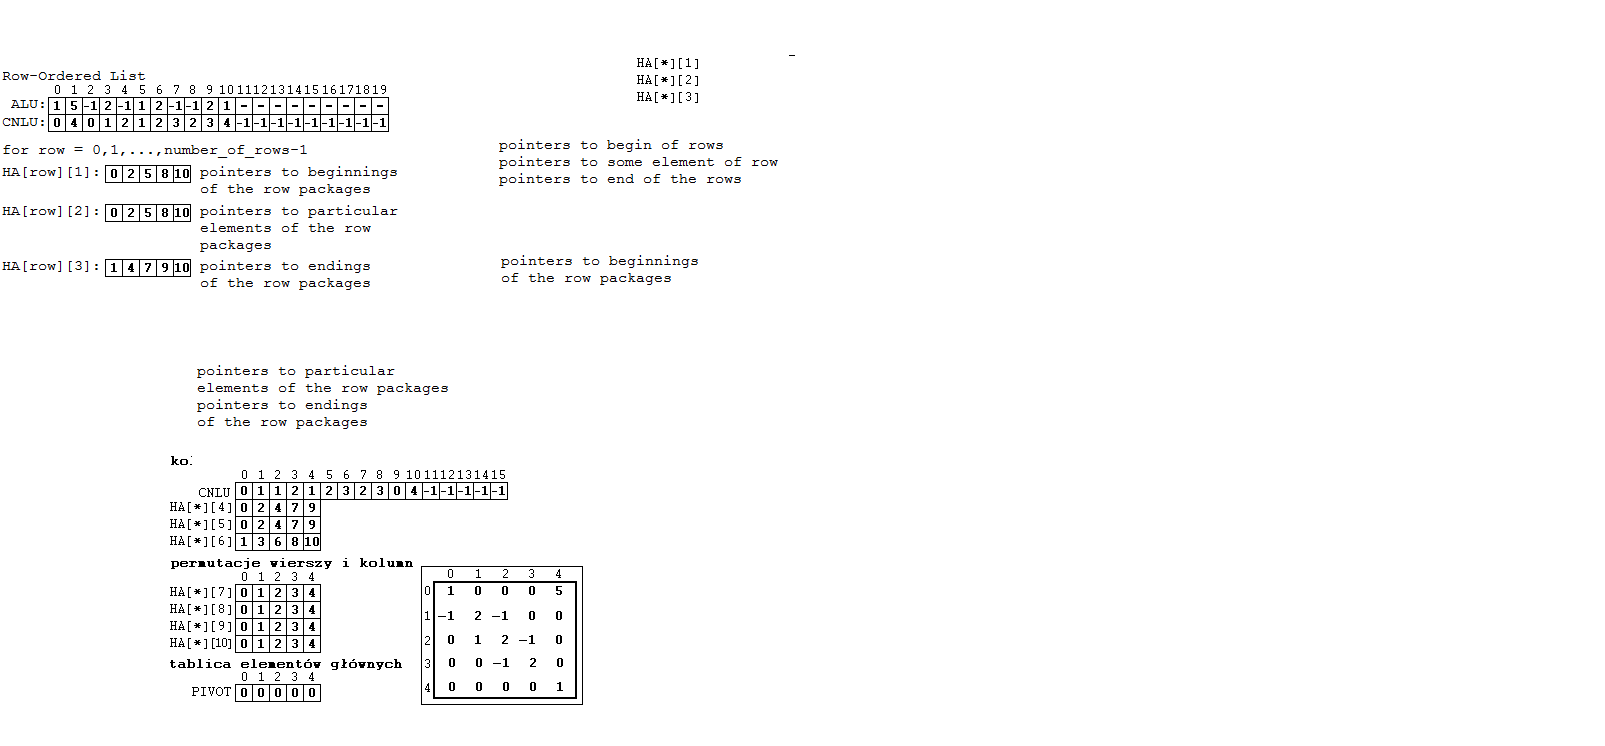 HA[*][1]
HA[*][2]
HA[*][3]
Row-Ordered List
0 1 2 3 4 5 6 7 8 9 10 11 12 13 14 15 16 17 18 19
ALU: 1 5 -1 2 -1 1 2 -1 -1 2 1 - - - - - - - - -
CNLU: 0 4 0 1 2 1 2 3 2 3 4 -1 -1 -1 -1 -1 -1 -1 -1 -1
for row = 0,1,...,number_of_rows-1
HA[row][1]: 0 2 5 8 10 pointers to beginnings
of the row packages
HA[row][2]: 0 2 5 8 10 pointers to particular
elements of the row
packages
HA[row][3]: 1 4 7 9 10 pointers to endings
of the row packages
pointers to begin of rows
pointers to some element of row
pointers to end of the rows
pointers to beginnings
of the row packages
pointers to particular
elements of the row packages
pointers to endings
of the row packages
ko
0 1 2 3 4 5 6 7 8 9 10 11 12 13 14 15
CNLU 0 1 1 2 1 2 3 2 3 0 4 -1 -1 -1 -1 -1
HA[*][4] 0 2 4 7 9
HA[*][5] 0 2 4 7 9
HA[*][6] 1 3 6 8 10
permutacje wierszy i kolumn
0 1 2 3 4
HA[*][7] 0 1 2 3 4
HA[*][8] 0 1 2 3 4
HA[*][9] 0 1 2 3 4
HA[*][10] 0 1 2 3 4
tablica elementów głównych
0 1 2 3 4
PIVOT 0 0 0 0 0
0 1 2 3 4
0 1 0 0 0 5
1 -1 2 -1 0 0
2 0 1 2 -1 0
3 0 0 -1 2 0
4 0 0 0 0 1